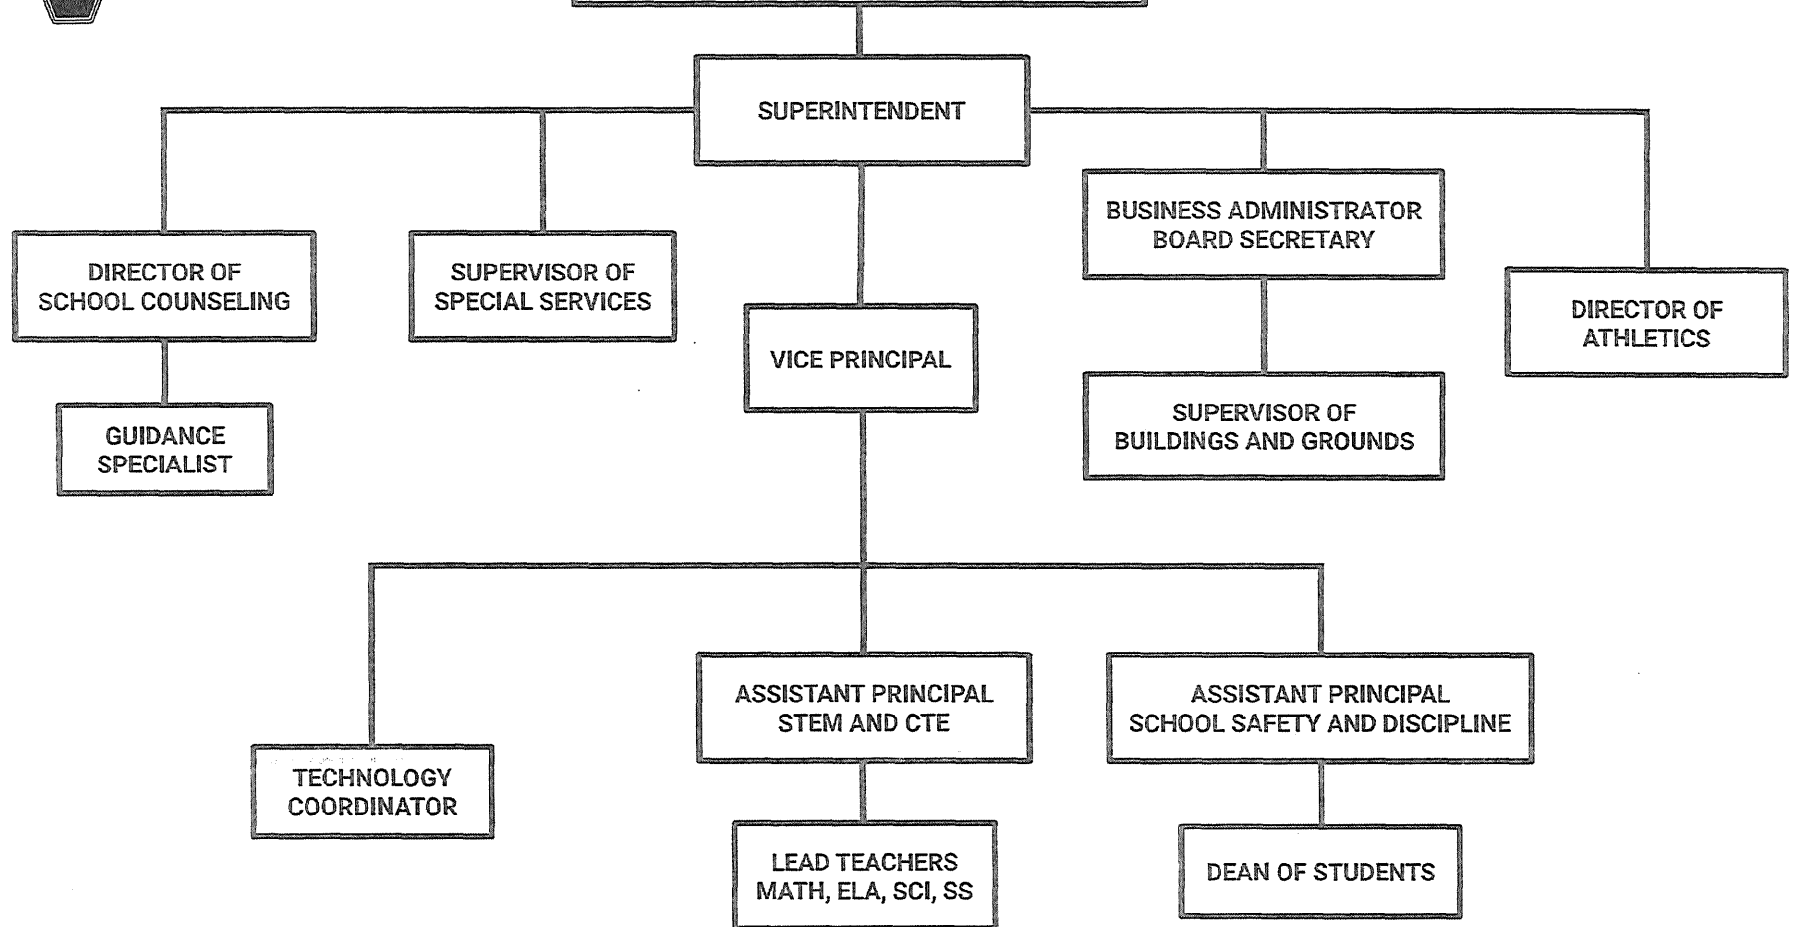 SUPERINTENDENT
BUSINESS ADMINISTRATOR
BOARD SECRETARY
DIRECTOR OF
SCHOOL COUNSELING
SUPERVISOR OF
SPECIAL SERVICES
VICE PRINCIPAL
DIRECTOR OF
ATHLETICS
GUIDANCE
SPECIALIST
SUPERVISOR OF
BUILDINGS AND GROUNDS
ASSISTANT PRINCIPAL
STEM AND CTE
ASSISTANT PRINCIPAL
SCHOOL SAFETY AND DISCIPLINE
TECHNOLOGY
COORDINATOR
LEAD TEACHERS
MATH, ELA, SCI, SS
DEAN OF STUDENTS